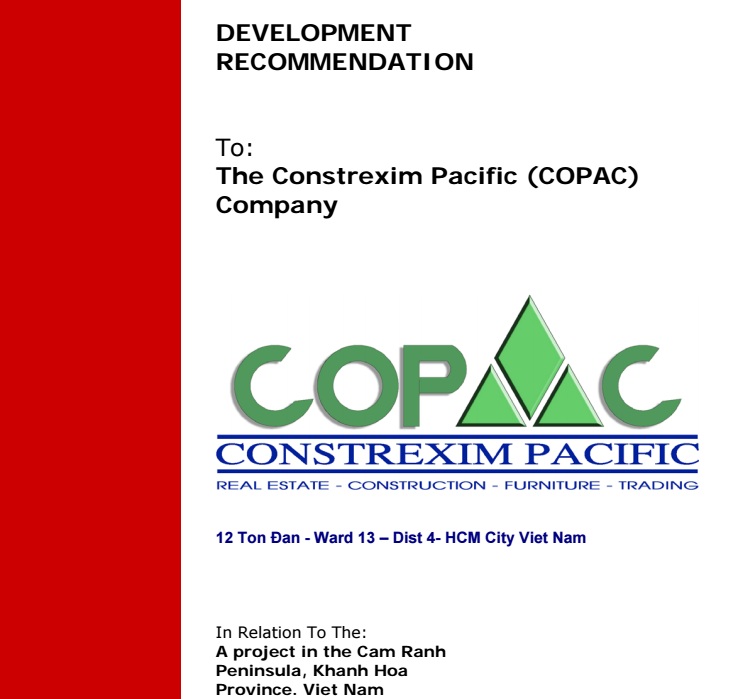 DEVELOPMENT
RECOMMENDATION
To:
The Constrexim Pacific (COPAC)
Company
COPAC
CONSTREXIM PACIFIC
REAL ESTATE - CONSTRUCTION - FURNITURE - TRADING
12 Ton Đan - Ward 13 – Dist 4- HCM City Viet Nam
In Relation To The:
A project in the Cam Ranh
Peninsula, Khanh Hoa
Province, Viet Nam